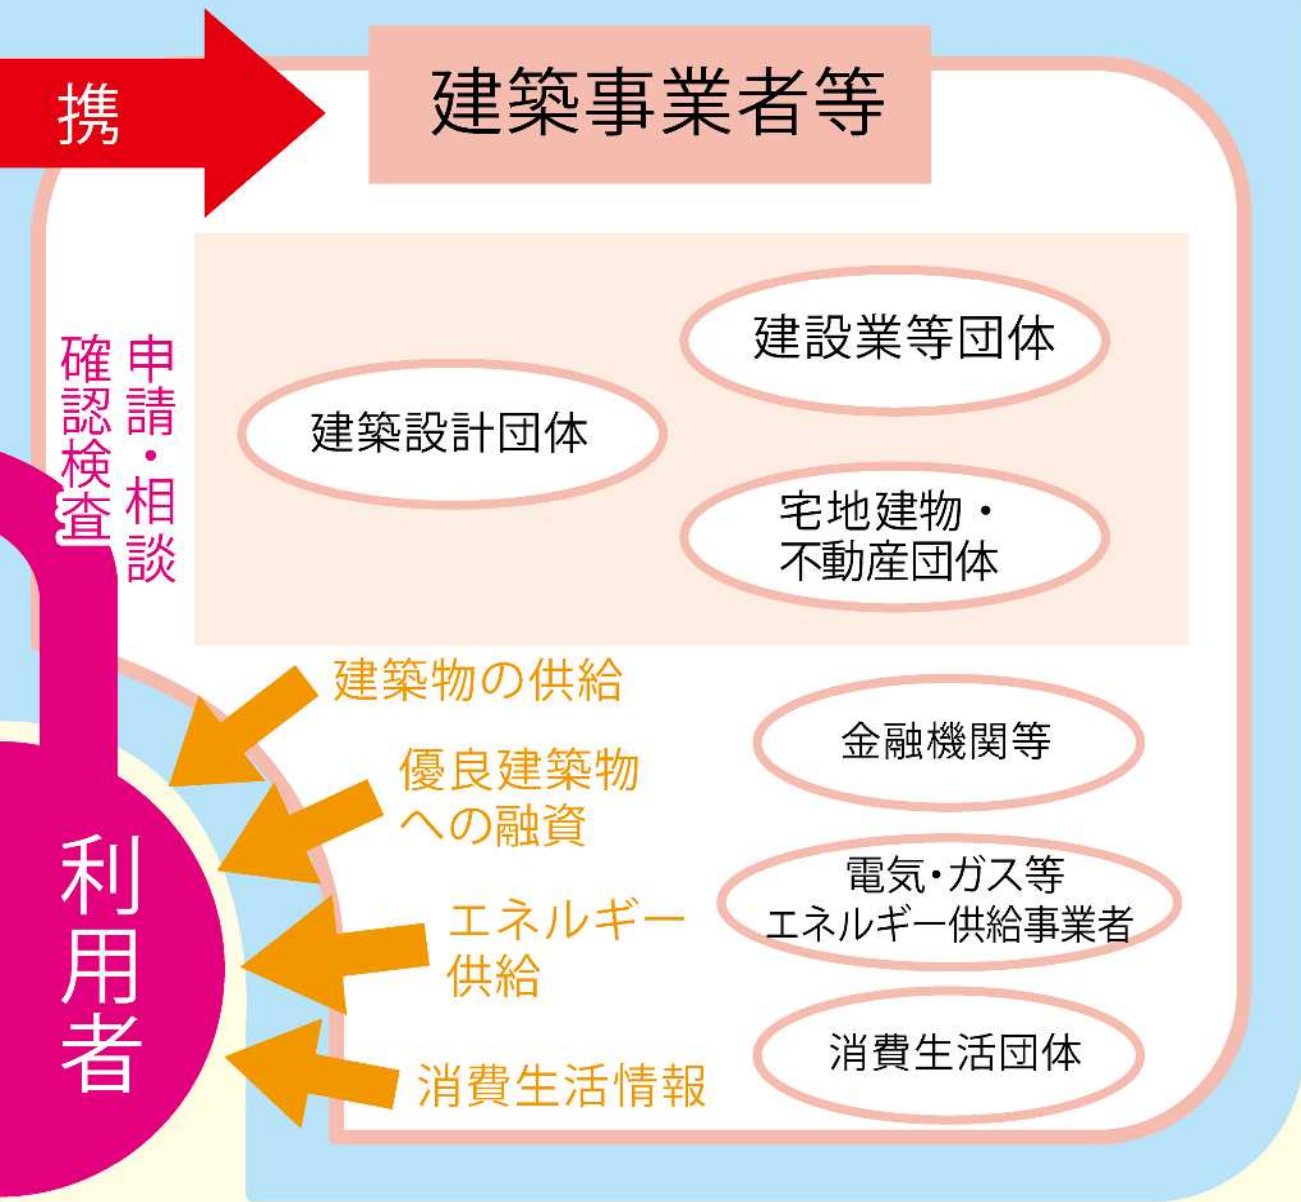 携
建築事業者等
申請・相談
確認検査
建設業等団体
建築設計団体
宅地建物・
不動産団体
建築物の供給
優良建築物
への融資
エネルギー
供給
消費生活情報
金融機関等
電気・ガス等
エネルギー供給事業者
消費生活団体
利用者